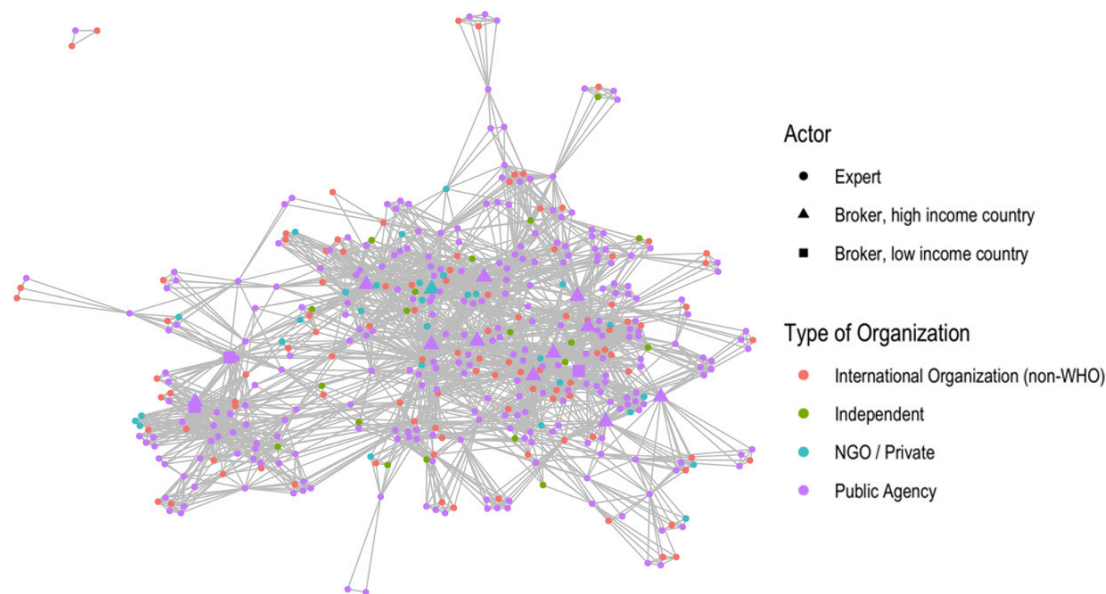 Actor
Expert
Broker, high income country
Broker, low income country
Type of Organization
International Organization (non-WHO)
Independent
NGO / Private
Public Agency